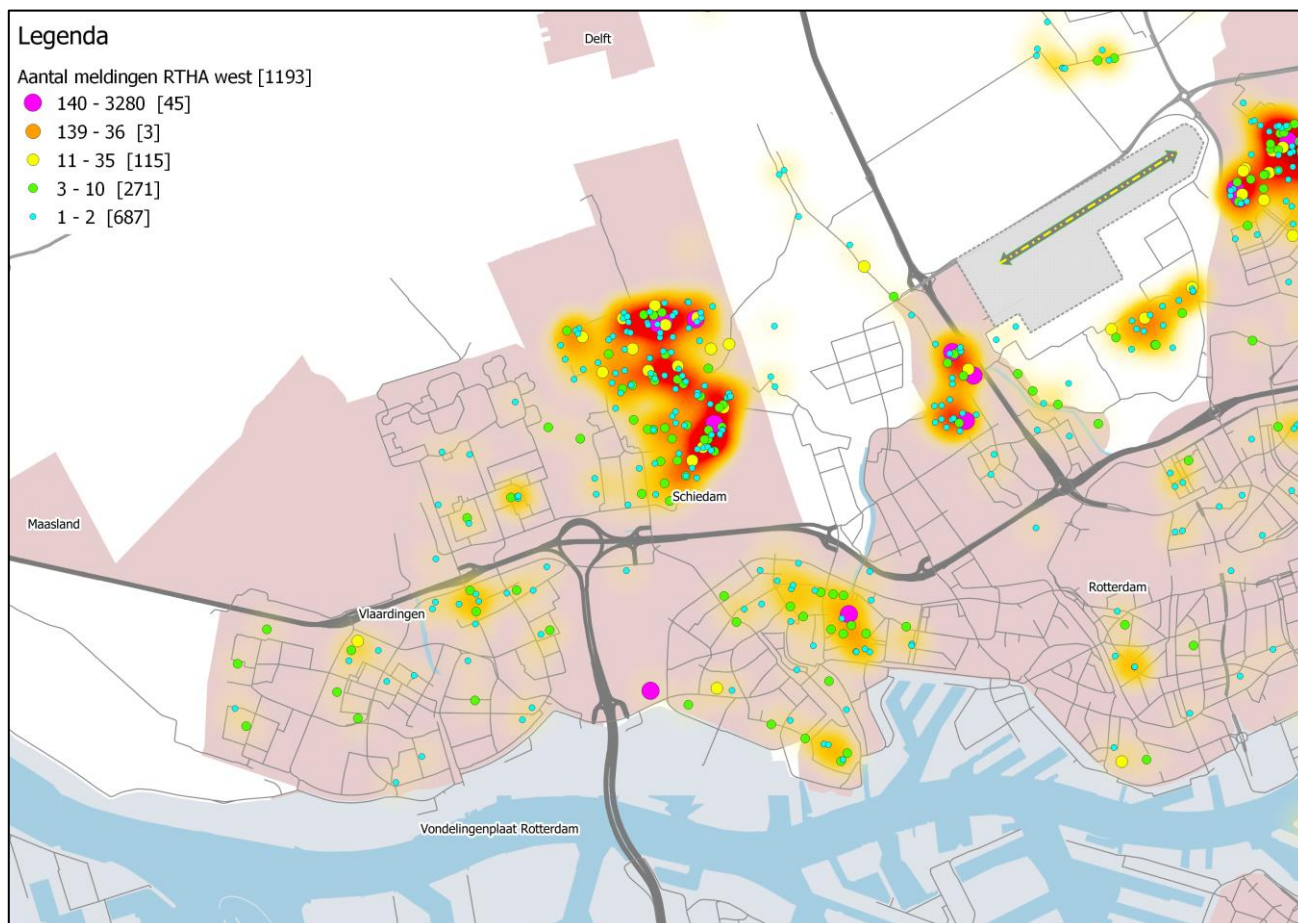 Legenda
Aantal meldingen RTHA west [1193]
140 - 3280 [45]
139 - 36 [3]
11 - 35 [115]
3 - 10 [271]
1 - 2 [687]
Delft
Schiedam
Maasland
Rotterdam
Vlaardingen
Vondelingenplaat Rotterdam